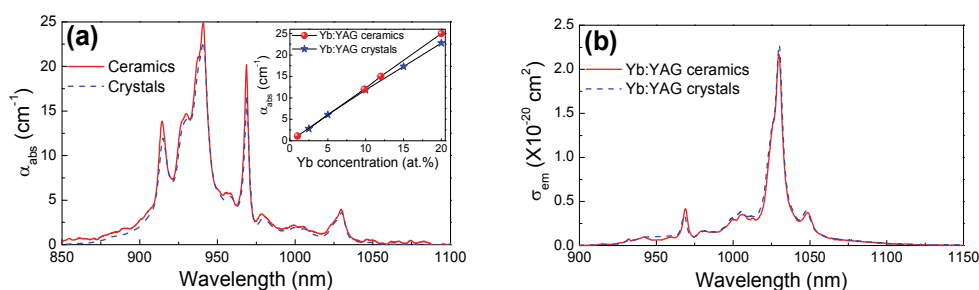 (a)
Ceramics
Crystals
α_abs (cm⁻¹)
25
20
15
10
5
0
850
900
950
1000
1050
1100
Wavelength (nm)
Yb:YAG ceramics
Yb:YAG crystals
α_abs (cm⁻¹)
25
20
15
10
5
0
0
5
10
15
20
Yb concentration (at.%)
(b)
Yb:YAG ceramics
Yb:YAG crystals
σ_em (X10⁻²⁰ cm²)
2.5
2.0
1.5
1.0
0.5
0.0
900
950
1000
1050
1100
1150
Wavelength (nm)